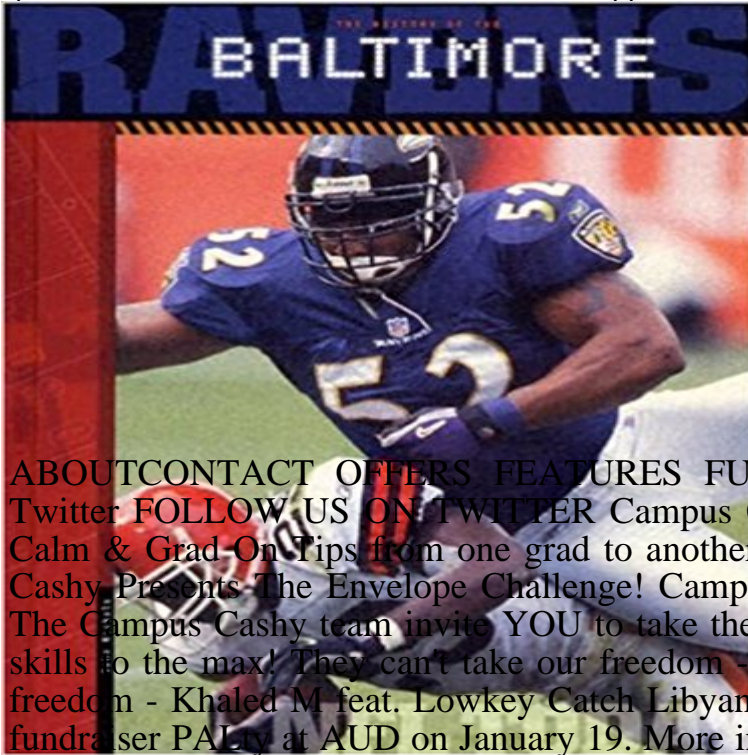 THE HISTORY OF THE
RAVENS
BALTIMORE
52
52
52
ABOUTCONTACT OFFERS FEATURES FU
Twitter FOLLOW US ON TWITTER Campus
Calm & Grad On Tips from one grad to another
Cashy Presents The Envelope Challenge! Camp
The Campus Cashy team invite YOU to take the
skills to the max! They can't take our freedom -
freedom - Khaled M feat. Lowkey Catch Libyan
fundraiser PALty at AUD on January 19. More i